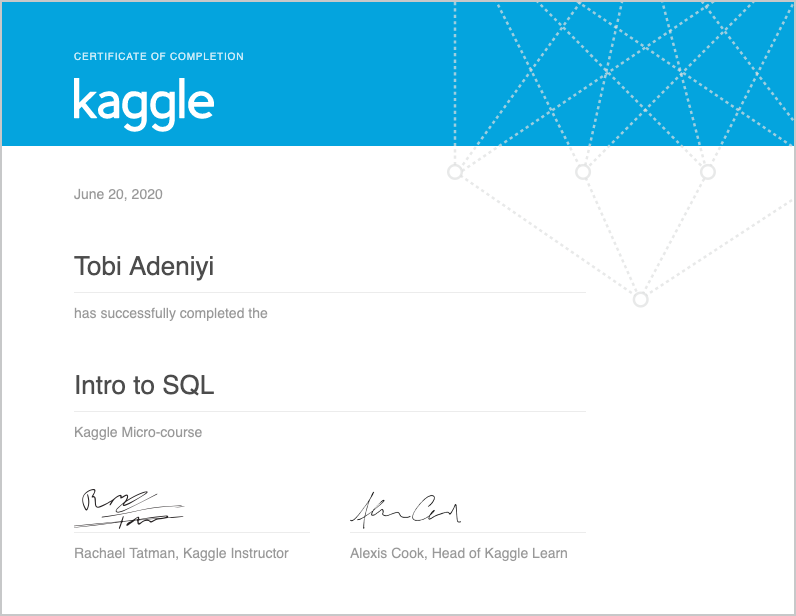 CERTIFICATE OF COMPLETION
kaggle
June 20, 2020
Tobi Adeniyi
has successfully completed the
Intro to SQL
Kaggle Micro-course
Rachael Tatman, Kaggle Instructor
Alexis Cook, Head of Kaggle Learn